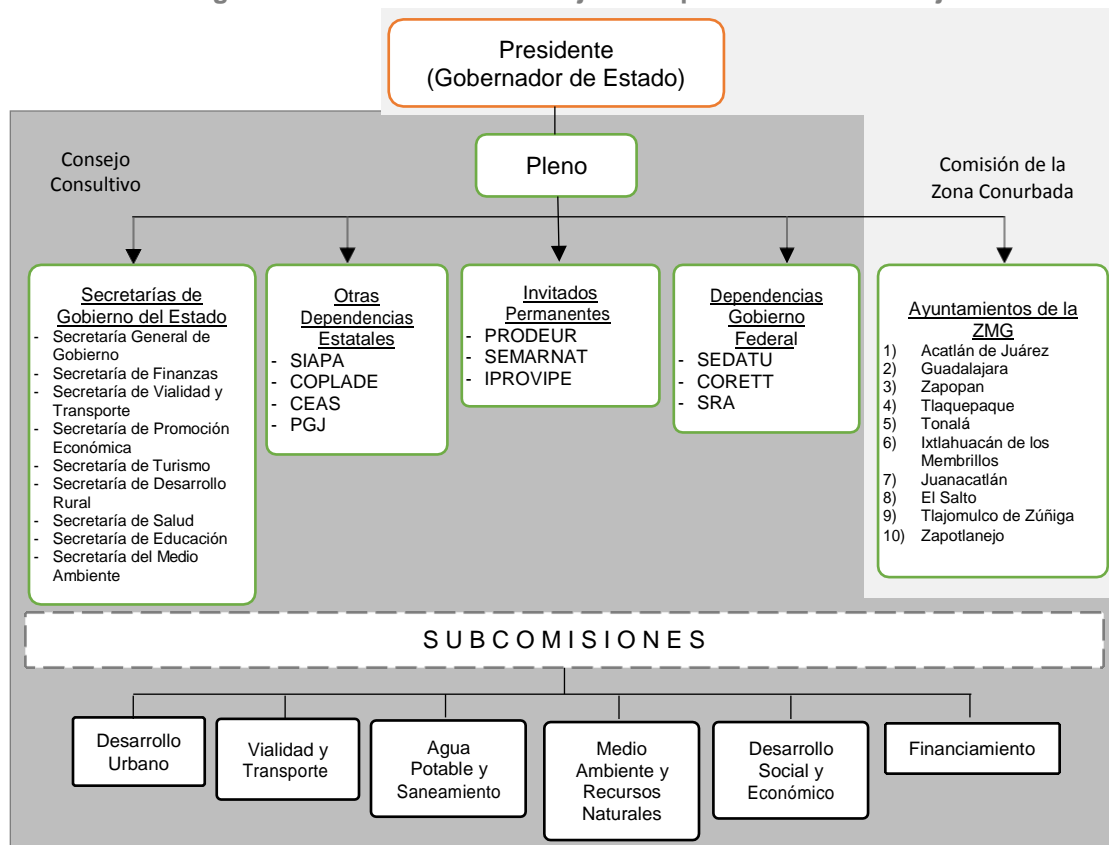 Presidente
(Gobernador de Estado)
Pleno
Consejo
Consultivo
Comisión de la
Zona Conurbada
Secretarías de
Gobierno del Estado
- Secretaría General de
Gobierno
- Secretaría de Finanzas
- Secretaría de Vialidad y
Transporte
- Secretaría de Promoción
Económica
- Secretaría de Turismo
- Secretaría de Desarrollo
Rural
- Secretaría de Salud
- Secretaría de Educación
- Secretaría del Medio
Ambiente
Otras
Dependencias
Estatales
- SIAPA
- COPLADE
- CEAS
- PGJ
Invitados
Permanentes
- PRODEUR
- SEMARNAT
- IPROVIPE
Dependencias
Gobierno
Federal
- SEDATU
- CORETT
- SRA
Ayuntamientos de la
ZMG
1) Acatlán de Juárez
2) Guadalajara
3) Zapopan
4) Tlaquepaque
5) Tonalá
6) Ixtlahuacán de los
Membrillos
7) Juanacatlán
8) El Salto
9) Tlajomulco de Zúñiga
10) Zapotlanejo
S U B C O M I S I O N E S
Desarrollo
Urbano
Vialidad y
Transporte
Agua
Potable y
Saneamiento
Medio
Ambiente y
Recursos
Naturales
Desarrollo
Social y
Económico
Financiamiento